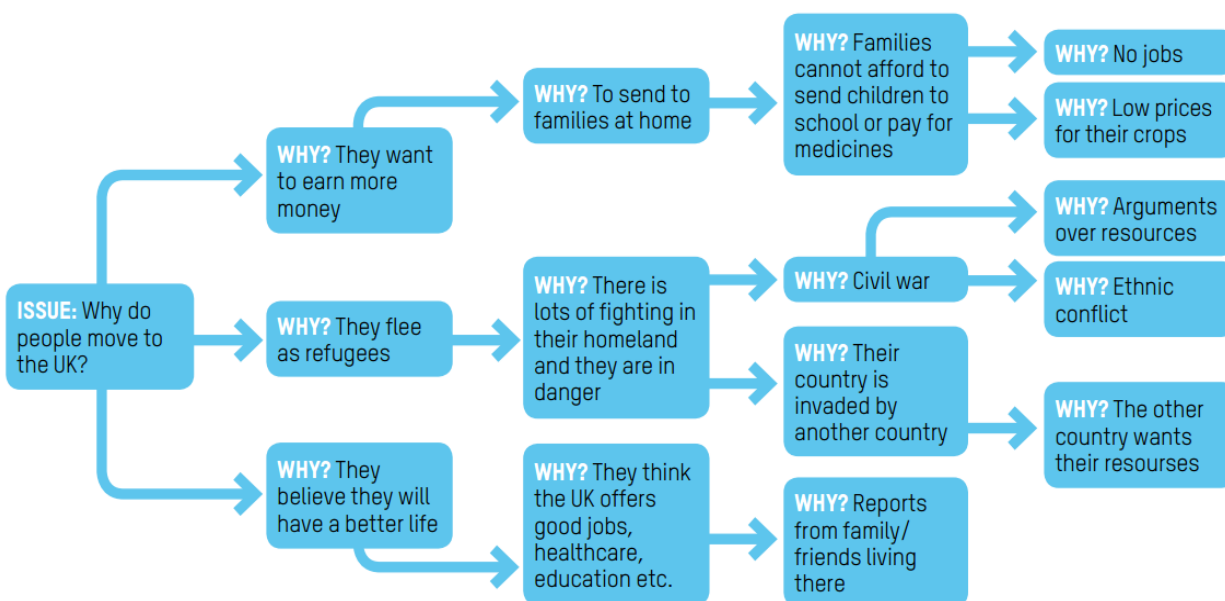 ISSUE: Why do
people move to
the UK?
WHY? They want
to earn more
money
WHY? To send to
families at home
WHY? Families
cannot afford to
send children to
school or pay for
medicines
WHY? No jobs
WHY? Low prices
for their crops
WHY? They flee
as refugees
WHY? There is
lots of fighting in
their homeland
and they are in
danger
WHY? Civil war
WHY? Arguments
over resources
WHY? Ethnic
conflict
WHY? Their
country is
invaded by
another country
WHY? The other
country wants
their resourses
WHY? They
believe they will
have a better life
WHY? They think
the UK offers
good jobs,
healthcare,
education etc.
WHY? Reports
from family/
friends living
there